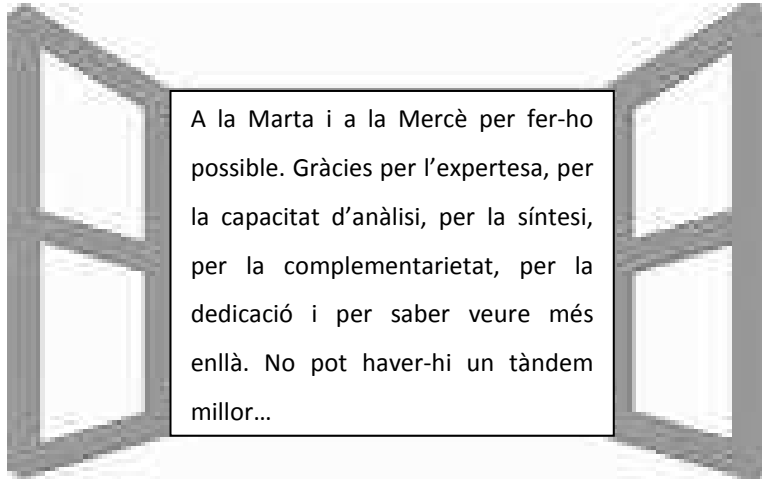 A la Marta i a la Mercè per fer-ho
possible. Gràcies per l’expertesa, per
la capacitat d’anàlisi, per la síntesi,
per la complementarietat, per la
dedicació i per saber veure més
enllà. No pot haver-hi un tàndem
millor…